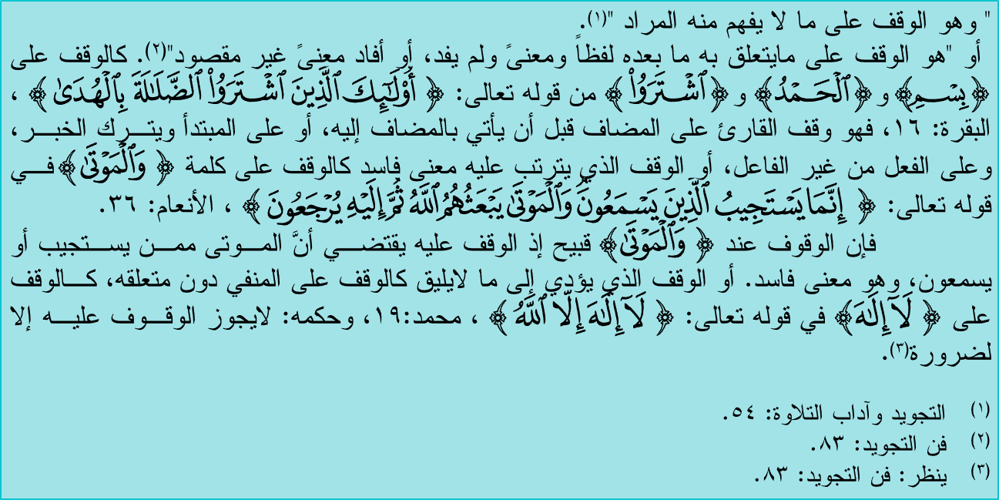 " وهو الوقف على ما لا يفهم منه المراد "(١).
أو "هو الوقف على مايتعلق به ما بعده لفظاً ومعنىً ولم يفد، أو أفاد معنىً غير مقصود"(٢). كالوقف على
﴿بِسْمِ﴾ و ﴿ٱلْحَمْدُ﴾ و ﴿ٱشْتَرَوُا۟﴾ من قوله تعالى: ﴿ أُو۟لَـٰٓئِكَ ٱلَّذِينَ ٱشْتَرَوُا۟ ٱلضَّلَـٰلَةَ بِٱلْهُدَىٰ ﴾ ،
البقرة: ١٦، فهو وقف القارئ على المضاف قبل أن يأتي بالمضاف إليه، أو على المبتدأ ويترك الخبر،
وعلى الفعل من غير الفاعل، أو الوقف الذي يترتب عليه معنى فاسد كالوقف على كلمة ﴿ وَٱلْمَوْتَىٰ﴾ في
قوله تعالى: ﴿ إِنَّمَا يَسْتَجِيبُ ٱلَّذِينَ يَسْمَعُونَ ۘ وَٱلْمَوْتَىٰ يَبْعَثُهُمُ ٱللَّهُ ثُمَّ إِلَيْهِ يُرْجَعُونَ ﴾ ، الأنعام: ٣٦.
فإن الوقوف عند ﴿ وَٱلْمَوْتَىٰ﴾ قبيح إذ الوقف عليه يقتضي أنَّ الموتى ممن يستجيب أو
يسمعون، وهو معنى فاسد. أو الوقف الذي يؤدي إلى ما لايليق كالوقف على المنفي دون متعلقه، كالوقف
على ﴿ لَآ إِلَـٰهَ﴾ في قوله تعالى: ﴿ لَآ إِلَـٰهَ إِلَّا ٱللَّهُ ﴾ ، محمد:١٩، وحكمه: لايجوز الوقوف عليه إلا
لضرورة(٣).
(١) التجويد وآداب التلاوة: ٥٤.
(٢) فن التجويد: ٨٣.
(٣) ينظر: فن التجويد: ٨٣.